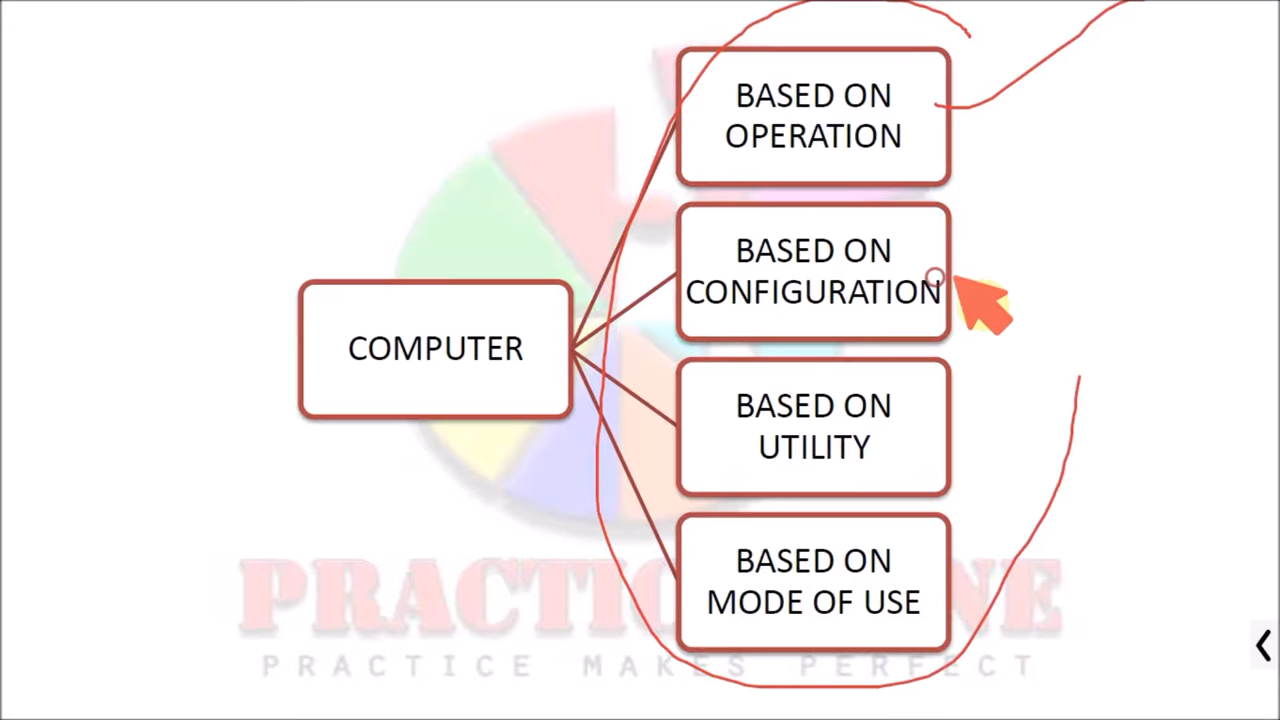 COMPUTER
BASED ON
OPERATION
BASED ON
CONFIGURATION
BASED ON
UTILITY
BASED ON
MODE OF USE
PRACTICE MAKES PERFECT